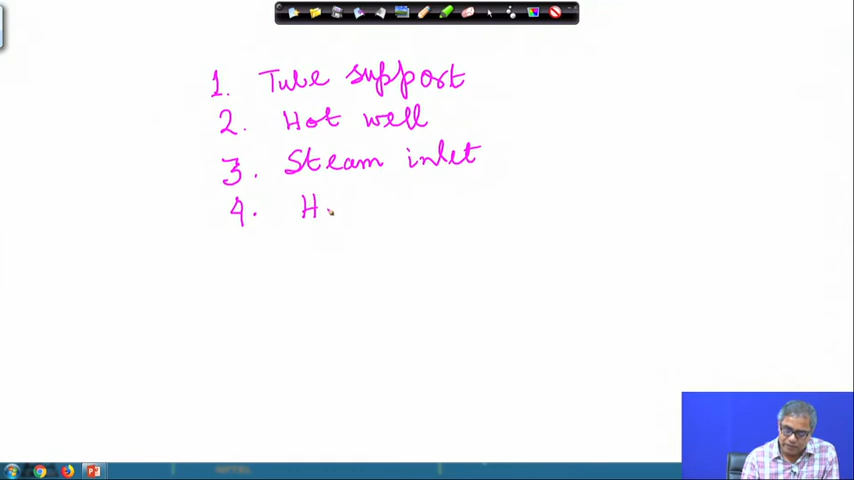 1. Tube support
2. Hot well
3. Steam inlet
4. H